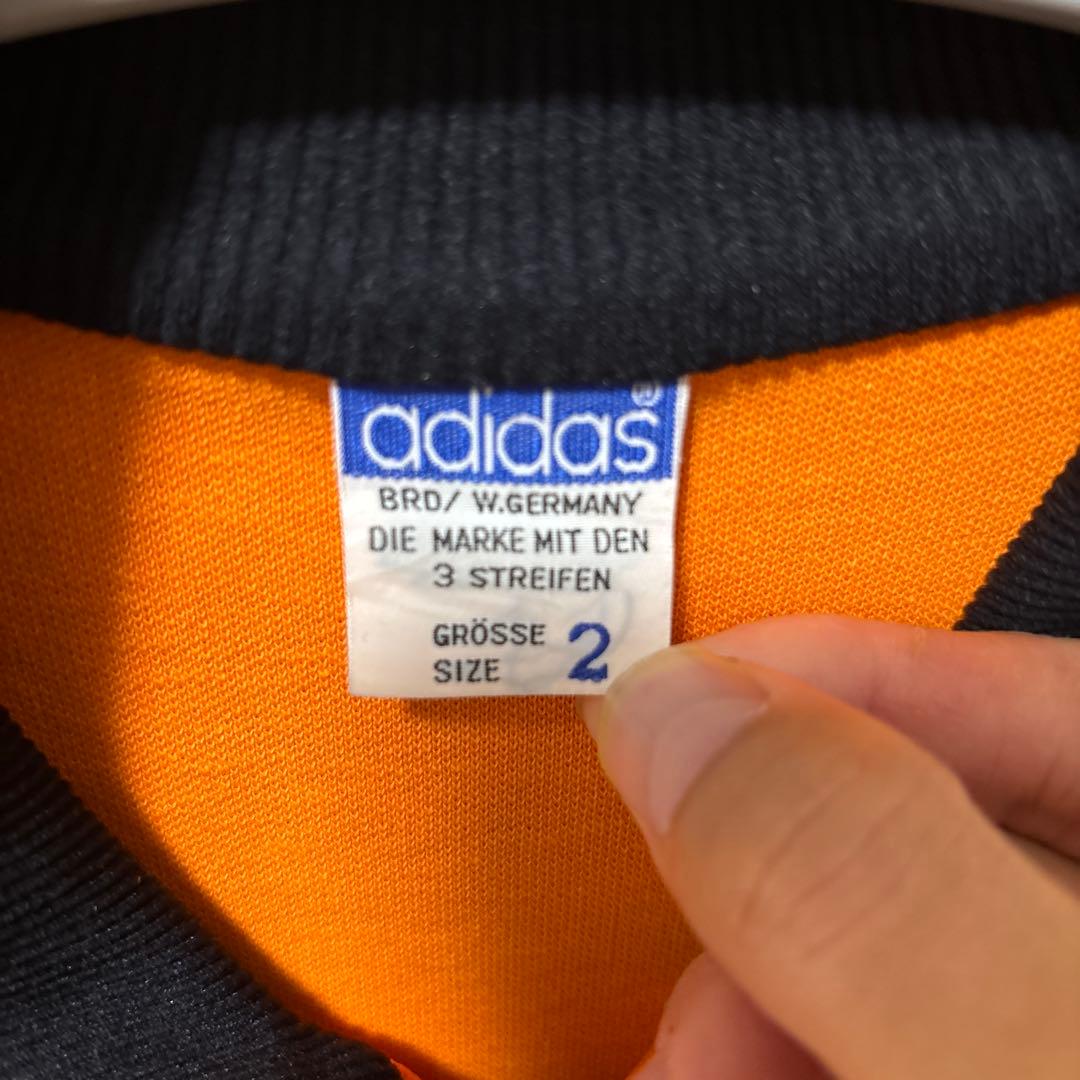 adidas®
BRD/ W.GERMANY
DIE MARKE MIT DEN
3 STREIFEN
GRÖSSE
SIZE 2